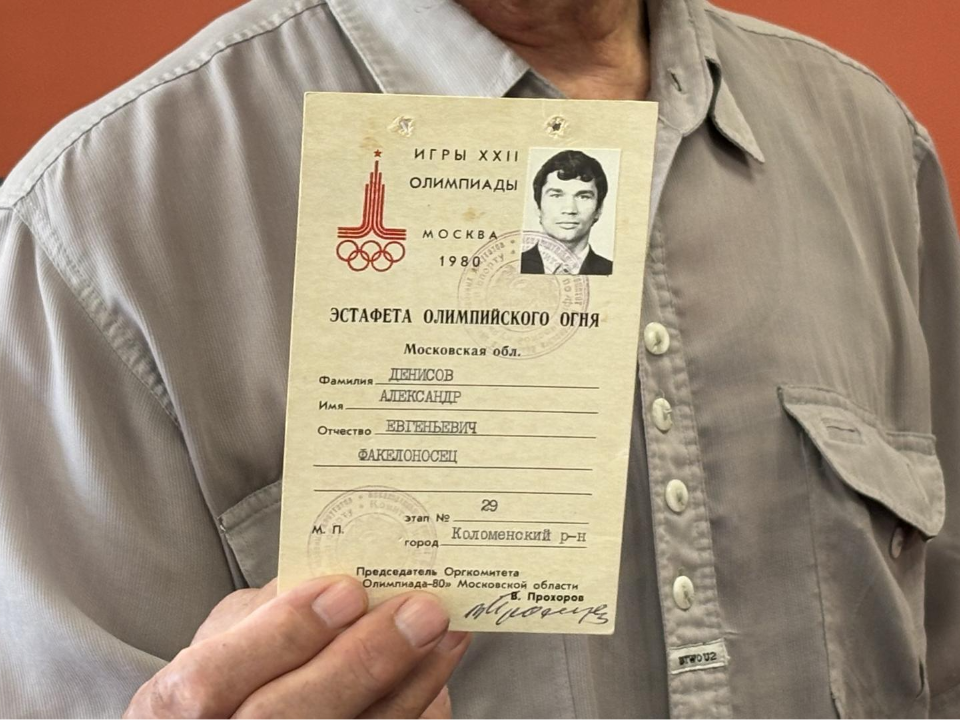 ИГРЫ XXII
ОЛИМПИАДЫ
МОСКВА
1980
ЭСТАФЕТА ОЛИМПИЙСКОГО ОГНЯ
Московская обл.
Фамилия ДЕНИСОВ
Имя АЛЕКСАНДР
Отчество ЕВГЕНЬЕВИЧ
ФАКЕЛОНОСЕЦ
этап № 29
М. П.
город Коломенский р-н
Председатель Оргкомитета
Олимпиада-80» Московской области
В. Прохоров